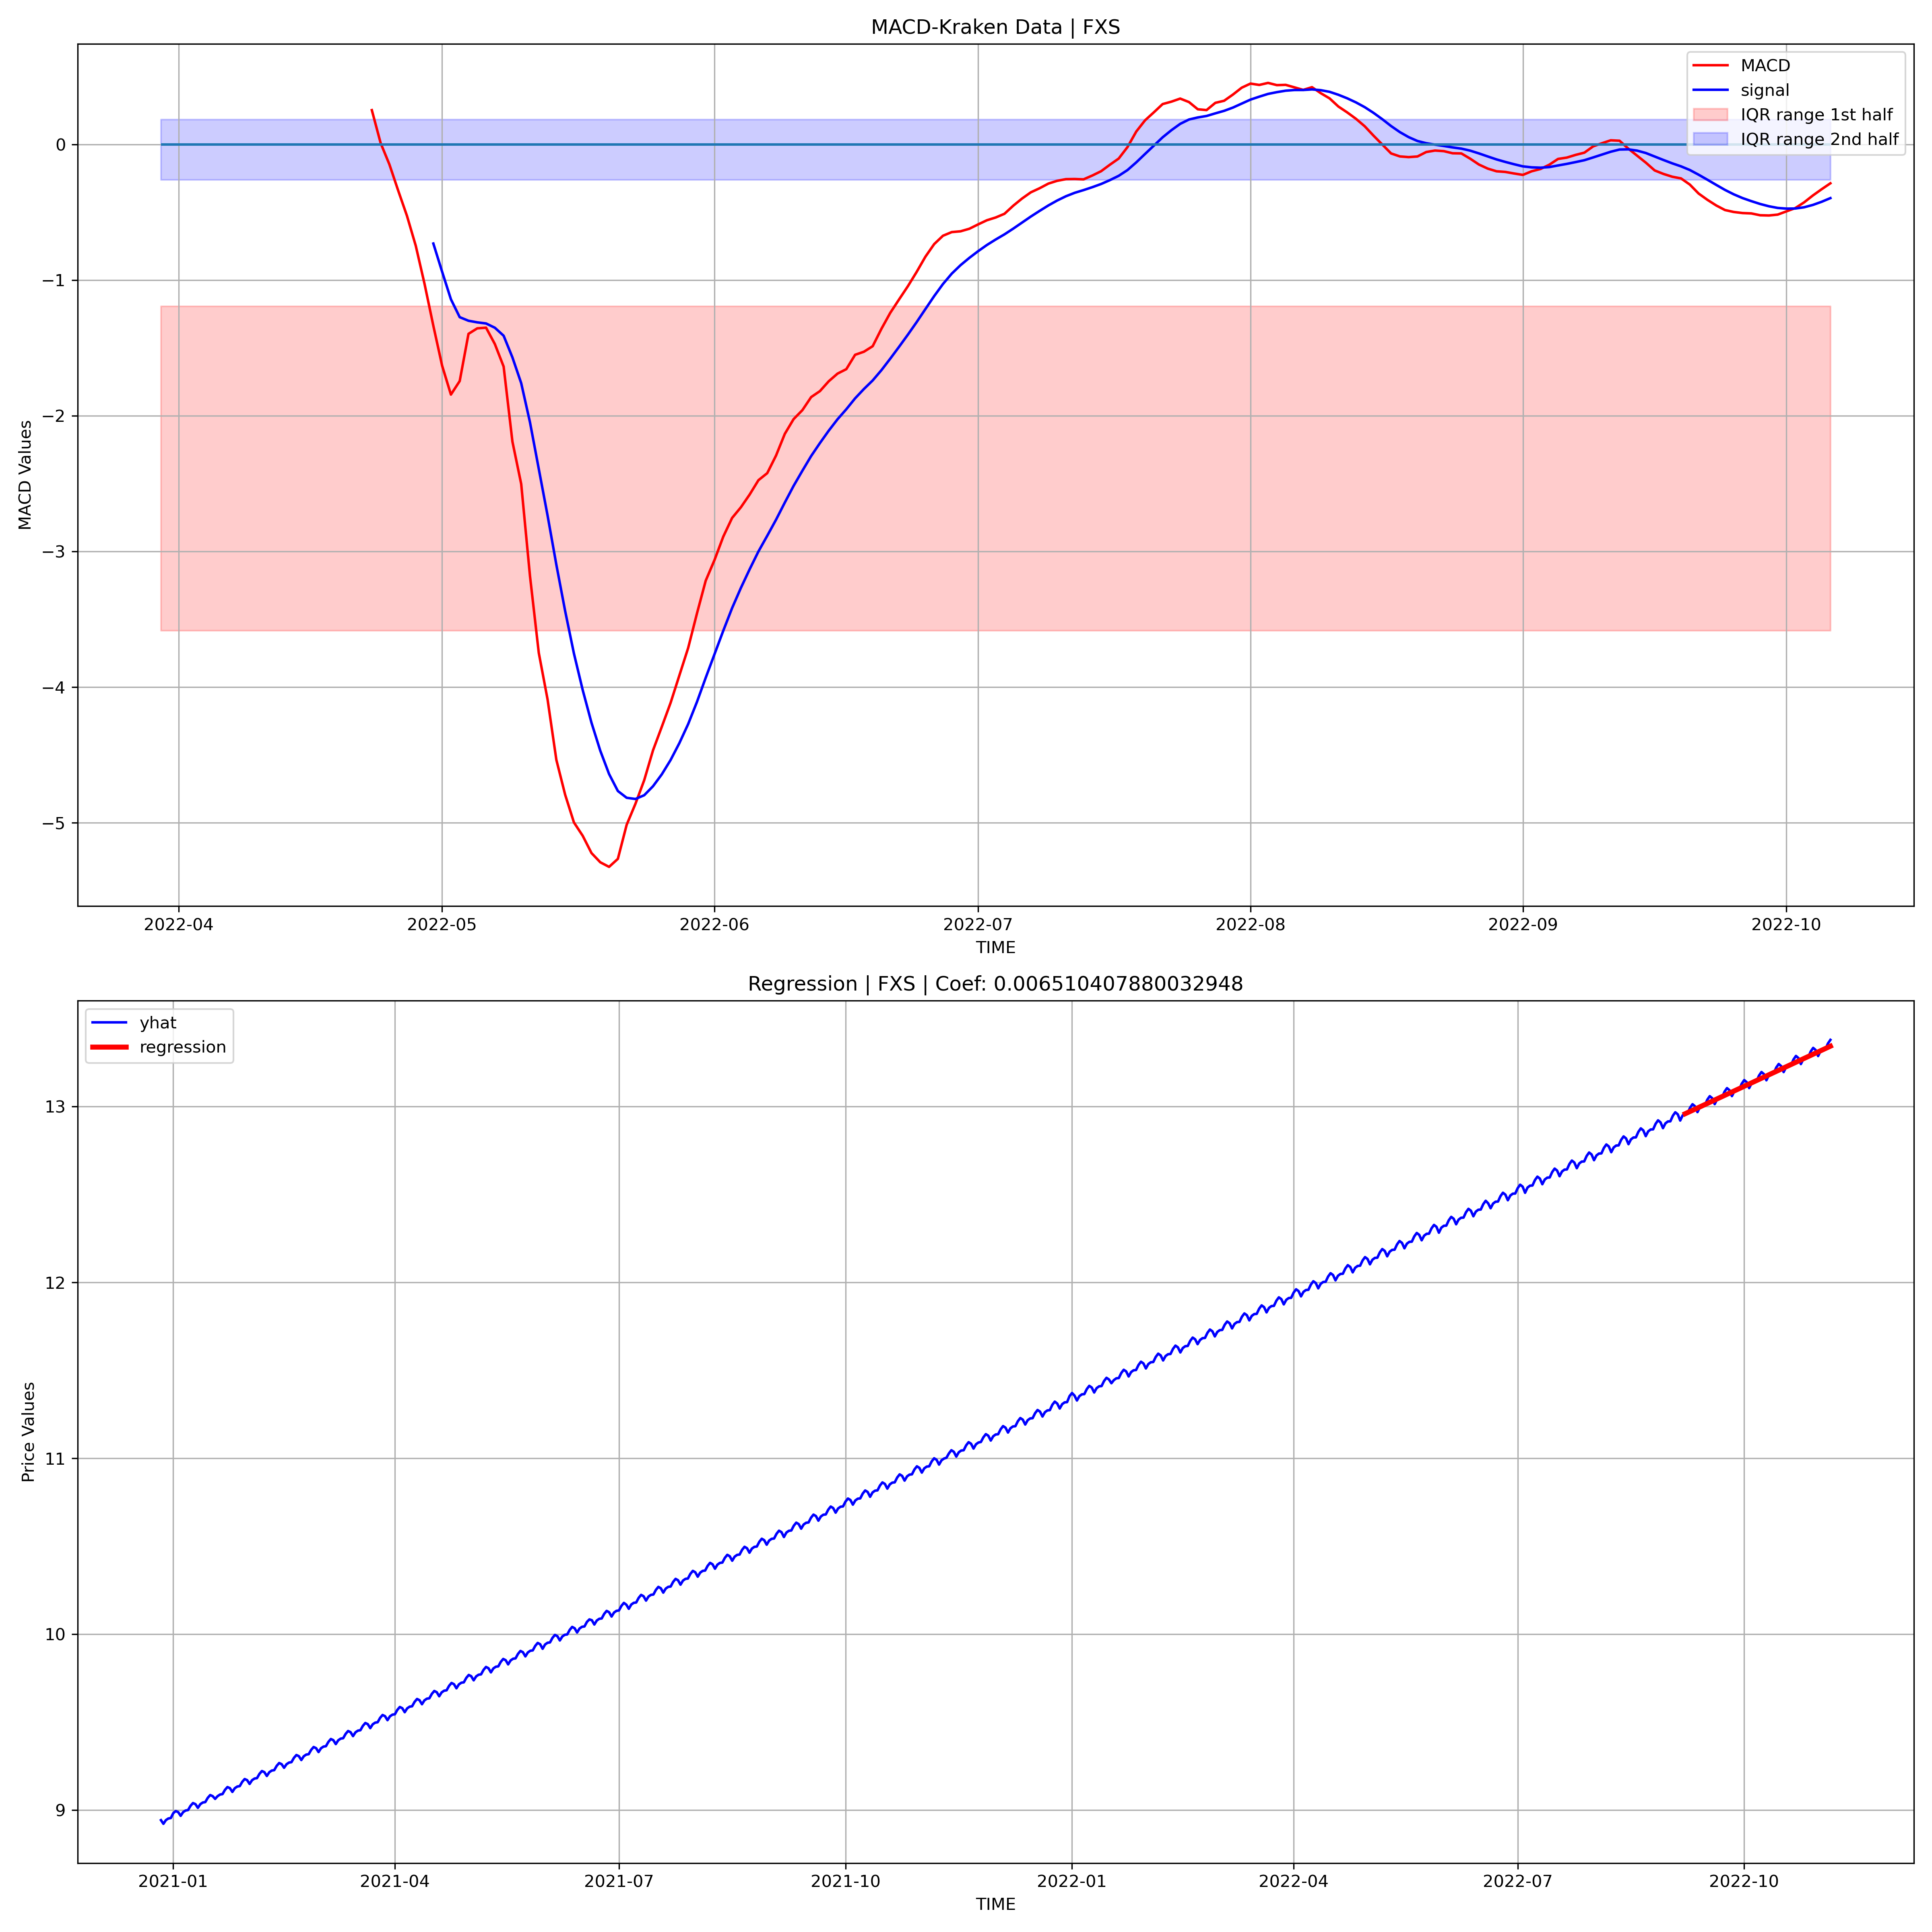 MACD-Kraken Data | FXS
MACD
signal
IQR range 1st half
IQR range 2nd half
MACD Values
0
−1
−2
−3
−4
−5
2022-04 2022-05 2022-06 2022-07 2022-08 2022-09 2022-10
TIME
Regression | FXS | Coef: 0.006510407880032948
yhat
regression
Price Values
13
12
11
10
9
2021-01 2021-04 2021-07 2021-10 2022-01 2022-04 2022-07 2022-10
TIME